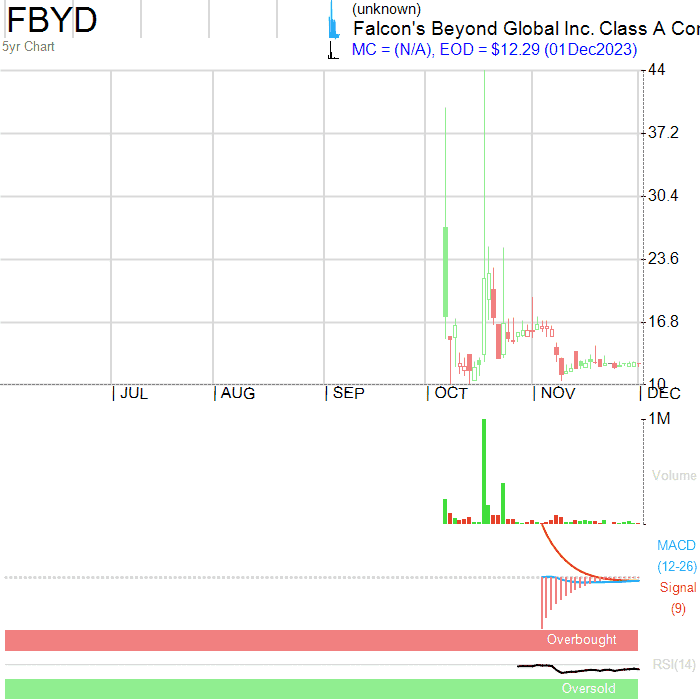 FBYD
(unknown)
Falcon's Beyond Global Inc. Class A Cor
5yr Chart
MC = (N/A), EOD = $12.29 (01Dec2023)
44
37.2
30.4
23.6
16.8
10
JUL AUG SEP OCT NOV DEC
1M
Volume
MACD
(12-26)
Signal
(9)
Overbought
RSI(14)
Oversold